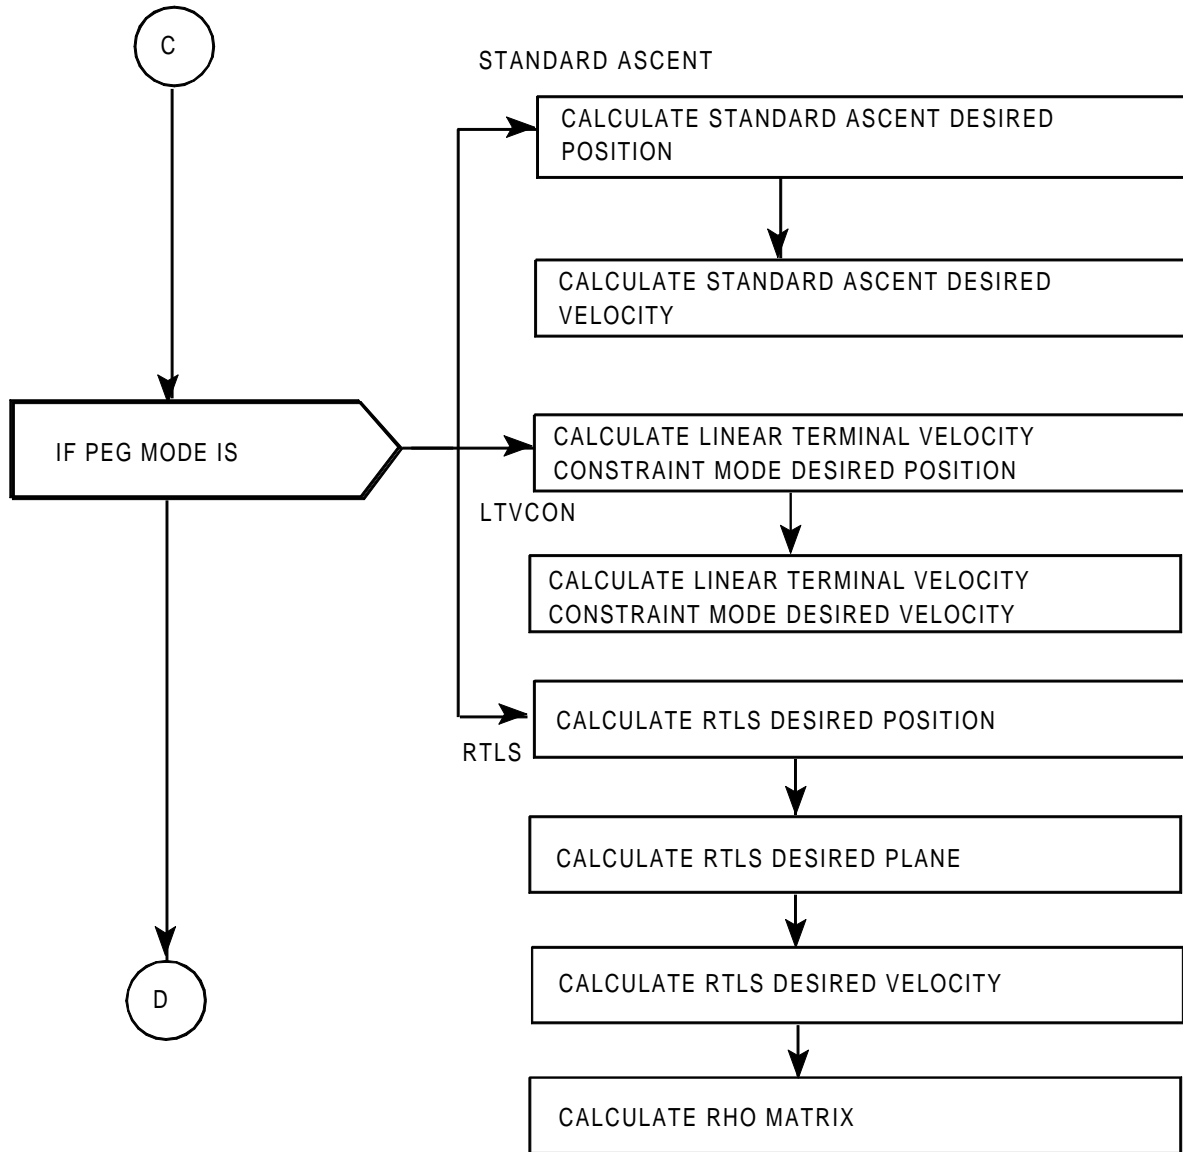 C
STANDARD ASCENT
CALCULATE STANDARD ASCENT DESIRED
POSITION
CALCULATE STANDARD ASCENT DESIRED
VELOCITY
IF PEG MODE IS
CALCULATE LINEAR TERMINAL VELOCITY
CONSTRAINT MODE DESIRED POSITION
LTVCON
CALCULATE LINEAR TERMINAL VELOCITY
CONSTRAINT MODE DESIRED VELOCITY
CALCULATE RTLS DESIRED POSITION
RTLS
CALCULATE RTLS DESIRED PLANE
CALCULATE RTLS DESIRED VELOCITY
D
CALCULATE RHO MATRIX